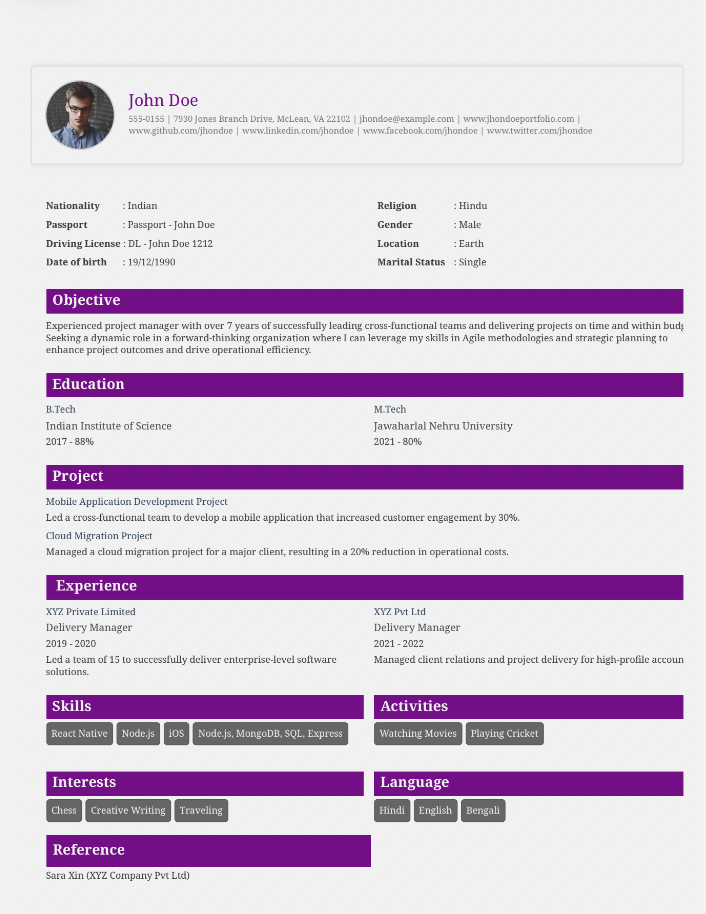 John Doe
555-0155 | 7930 Jones Branch Drive, McLean, VA 22102 | jhondoe@example.com | www.jhondoeportfolio.com |
www.github.com/jhondoe | www.linkedin.com/jhondoe | www.facebook.com/jhondoe | www.twitter.com/jhondoe
Nationality : Indian
Religion : Hindu
Passport : Passport - John Doe
Gender : Male
Driving License : DL - John Doe 1212
Location : Earth
Date of birth : 19/12/1990
Marital Status : Single
Objective
Experienced project manager with over 7 years of successfully leading cross-functional teams and delivering projects on time and within
Seeking a dynamic role in a forward-thinking organization where I can leverage my skills in Agile methodologies and strategic planning to
enhance project outcomes and drive operational efficiency.
Education
B.Tech
Indian Institute of Science
2017 - 88%
M.Tech
Jawaharlal Nehru University
2021 - 80%
Project
Mobile Application Development Project
Led a cross-functional team to develop a mobile application that increased customer engagement by 30%.
Cloud Migration Project
Managed a cloud migration project for a major client, resulting in a 20% reduction in operational costs.
Experience
XYZ Private Limited
Delivery Manager
2019 - 2020
Led a team of 15 to successfully deliver enterprise-level software
solutions.
XYZ Pvt Ltd
Delivery Manager
2021 - 2022
Managed client relations and project delivery for high-profile accoun
Skills
React Native Node.js iOS Node.js, MongoDB, SQL, Express
Activities
Watching Movies Playing Cricket
Interests
Chess Creative Writing Traveling
Language
Hindi English Bengali
Reference
Sara Xin (XYZ Company Pvt Ltd)